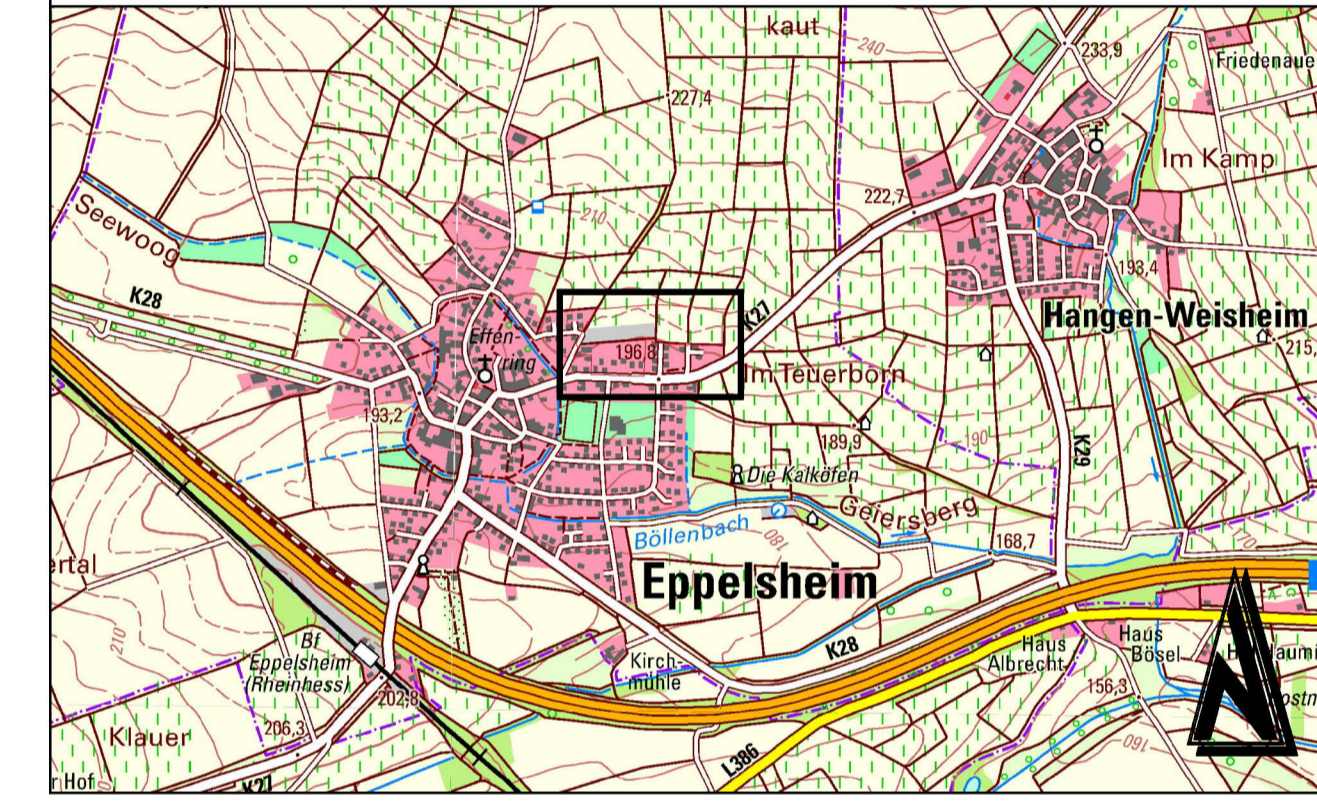 kaut
240
233,9
Friedenaue
227,4
Im Kamp
222,7
210
Seewoog
193,4
K28
Hangen-Weisheim
K27
Effen-
ring
196,8
215,
Im Teuerborn
193,2
189,9
190
K29
Die Kalköfen
Geiersberg
Böllenbach
180
168,7
170
ertal
Eppelsheim
210
Bf
Eppelsheim
(Rheinhess)
K28
Kirch-
mühle
Haus
Albrecht
Haus
Bösel
202,8
156,3
206,3
Klauer
160
L386
r Hof
K27
N